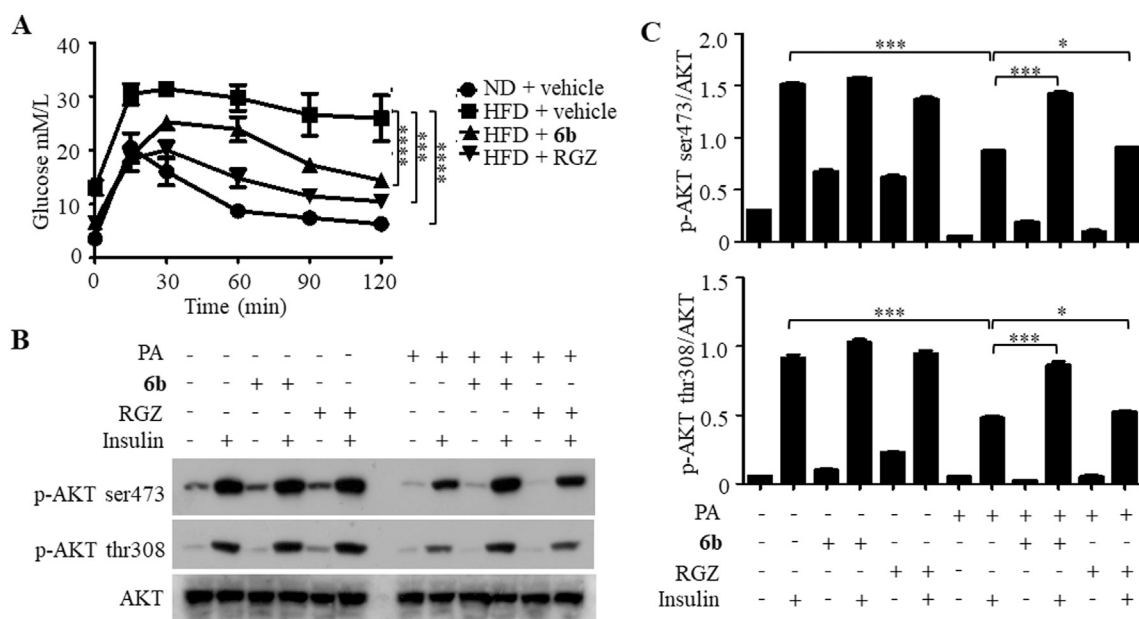 A
40
30
20
10
0
Glucose mM/L
0 30 60 90 120
Time (min)
ND + vehicle
HFD + vehicle
HFD + 6b
HFD + RGZ
****
***
****
B
PA - - - - - - + + + + + +
6b - - + + - - - - + + - -
RGZ - - - - + + - - - - + +
Insulin - + - + - + - + - + - +
p-AKT ser473
p-AKT thr308
AKT
C
p-AKT ser473/AKT
2.0
1.5
1.0
0.5
0.0
*** *
***
p-AKT thr308/AKT
1.5
1.0
0.5
0
*** *
***
PA - - - - - - + + + + + +
6b - - + + - - - - + + - -
RGZ - - - - + + - - - - + +
Insulin - + - + - + - + - + - +